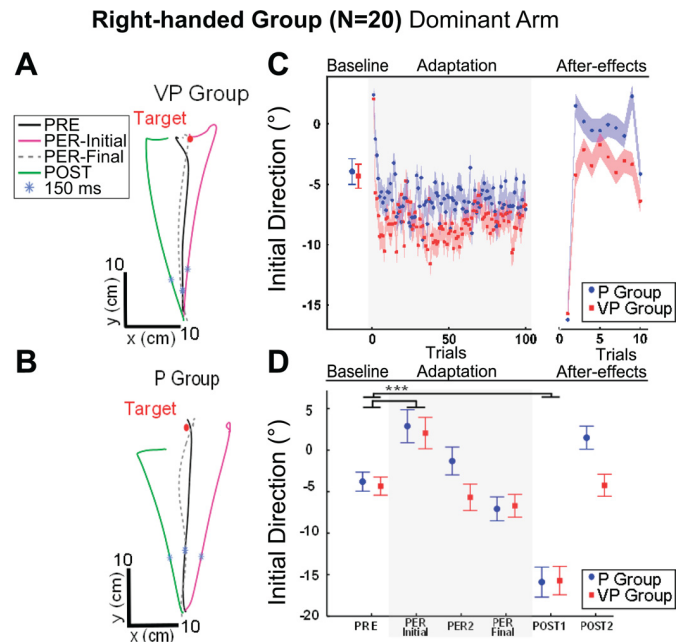 Right-handed Group (N=20) Dominant Arm
A
VP Group
Target
PRE
PER-Initial
PER-Final
POST
150 ms
10
y (cm)
x (cm)
10
B
P Group
Target
10
y (cm)
x (cm)
10
C
Baseline Adaptation After-effects
Initial Direction (°)
0
-5
-10
-15
0 50 100
Trials
0 5 10
Trials
P Group
VP Group
D
Baseline Adaptation After-effects
***
Initial Direction (°)
5
0
-5
-10
-15
-20
PRE PER Initial PER2 PER Final POST1 POST2
P Group
VP Group